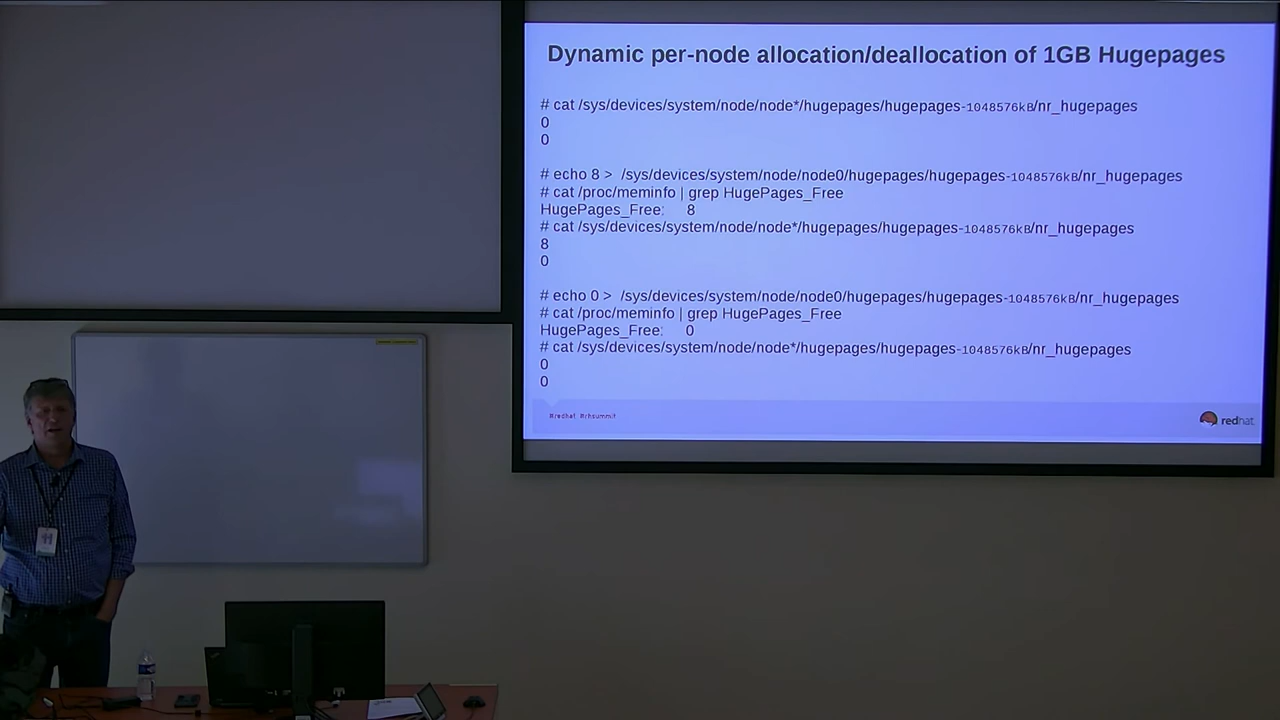 Dynamic per-node allocation/deallocation of 1GB Hugepages
# cat /sys/devices/system/node/node*/hugepages/hugepages-1048576kB/nr_hugepages
0
0
# echo 8 > /sys/devices/system/node/node0/hugepages/hugepages-1048576kB/nr_hugepages
# cat /proc/meminfo | grep HugePages_Free
HugePages_Free: 8
# cat /sys/devices/system/node/node*/hugepages/hugepages-1048576kB/nr_hugepages
8
0
# echo 0 > /sys/devices/system/node/node0/hugepages/hugepages-1048576kB/nr_hugepages
# cat /proc/meminfo | grep HugePages_Free
HugePages_Free: 0
# cat /sys/devices/system/node/node*/hugepages/hugepages-1048576kB/nr_hugepages
0
0
#redhat #rhsummit
redhat